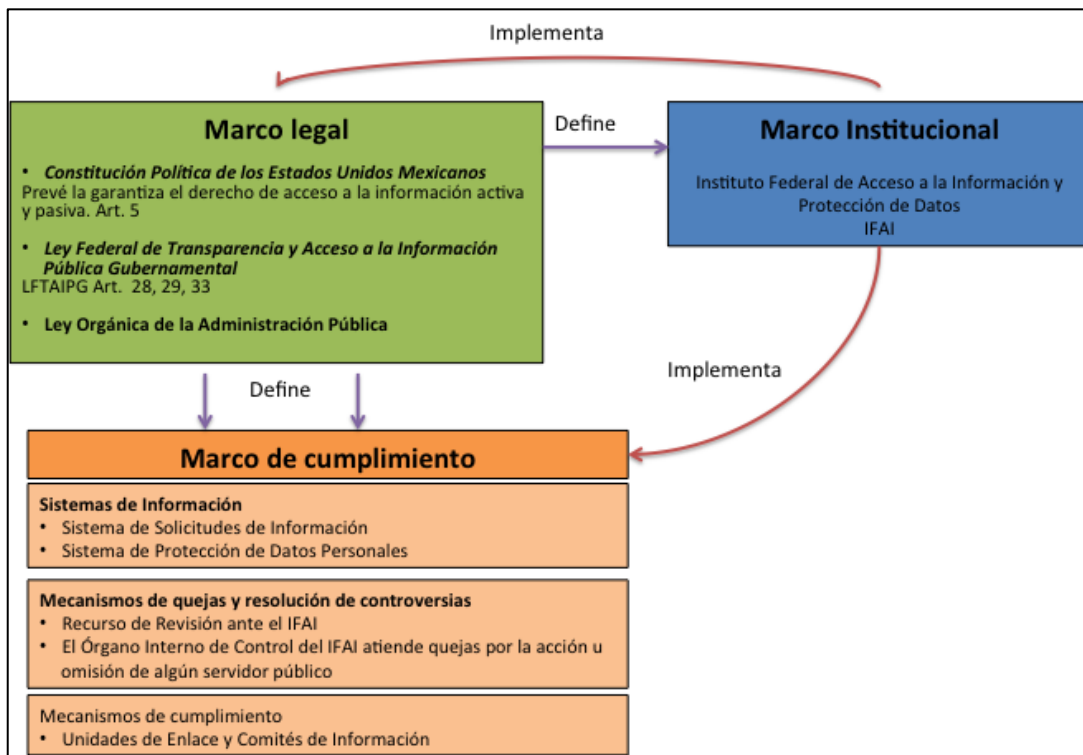 Implementa
Marco legal
• Constitución Política de los Estados Unidos Mexicanos
Prevé la garantiza el derecho de acceso a la información activa
y pasiva. Art. 5
• Ley Federal de Transparencia y Acceso a la Información
Pública Gubernamental
LFTAIPG Art. 28, 29, 33
• Ley Orgánica de la Administración Pública
Define
Marco Institucional
Instituto Federal de Acceso a la Información y
Protección de Datos
IFAI
Define
Implementa
Marco de cumplimiento
Sistemas de Información
• Sistema de Solicitudes de Información
• Sistema de Protección de Datos Personales
Mecanismos de quejas y resolución de controversias
• Recurso de Revisión ante el IFAI
• El Órgano Interno de Control del IFAI atiende quejas por la acción u
omisión de algún servidor público
Mecanismos de cumplimiento
• Unidades de Enlace y Comités de Información